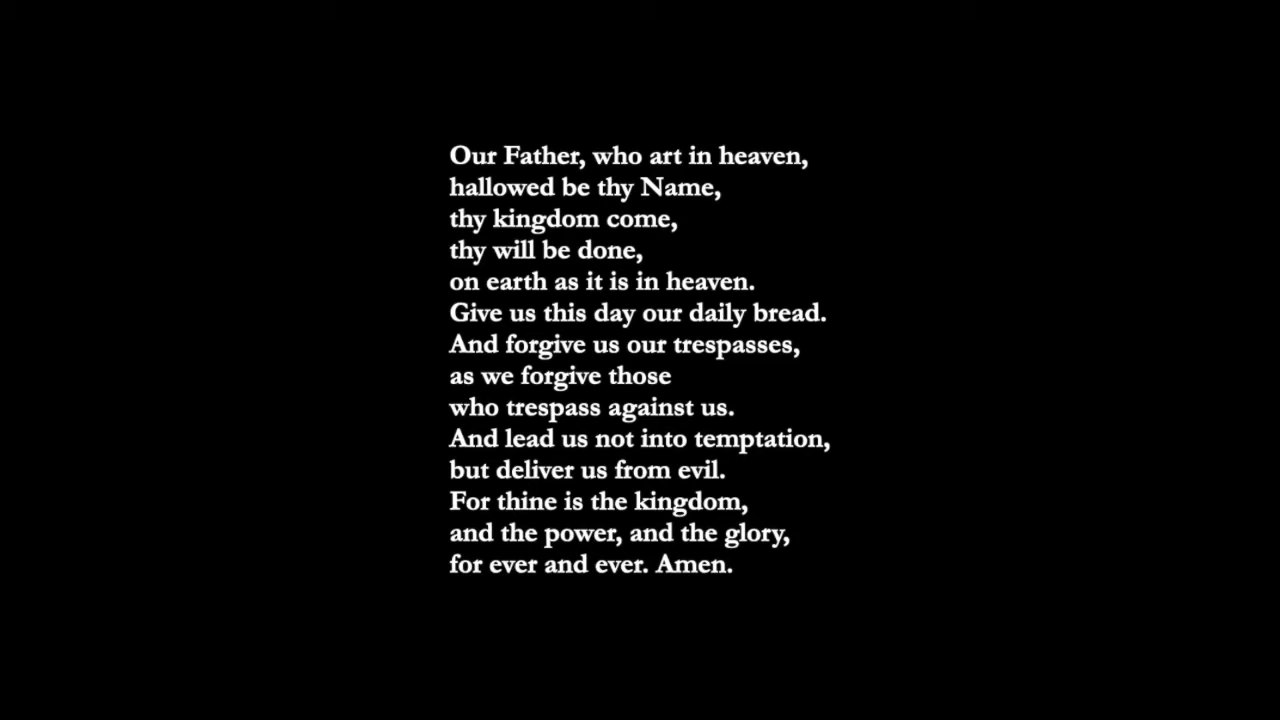 Our Father, who art in heaven,
hallowed be thy Name,
thy kingdom come,
thy will be done,
on earth as it is in heaven.
Give us this day our daily bread.
And forgive us our trespasses,
as we forgive those
who trespass against us.
And lead us not into temptation,
but deliver us from evil.
For thine is the kingdom,
and the power, and the glory,
for ever and ever. Amen.